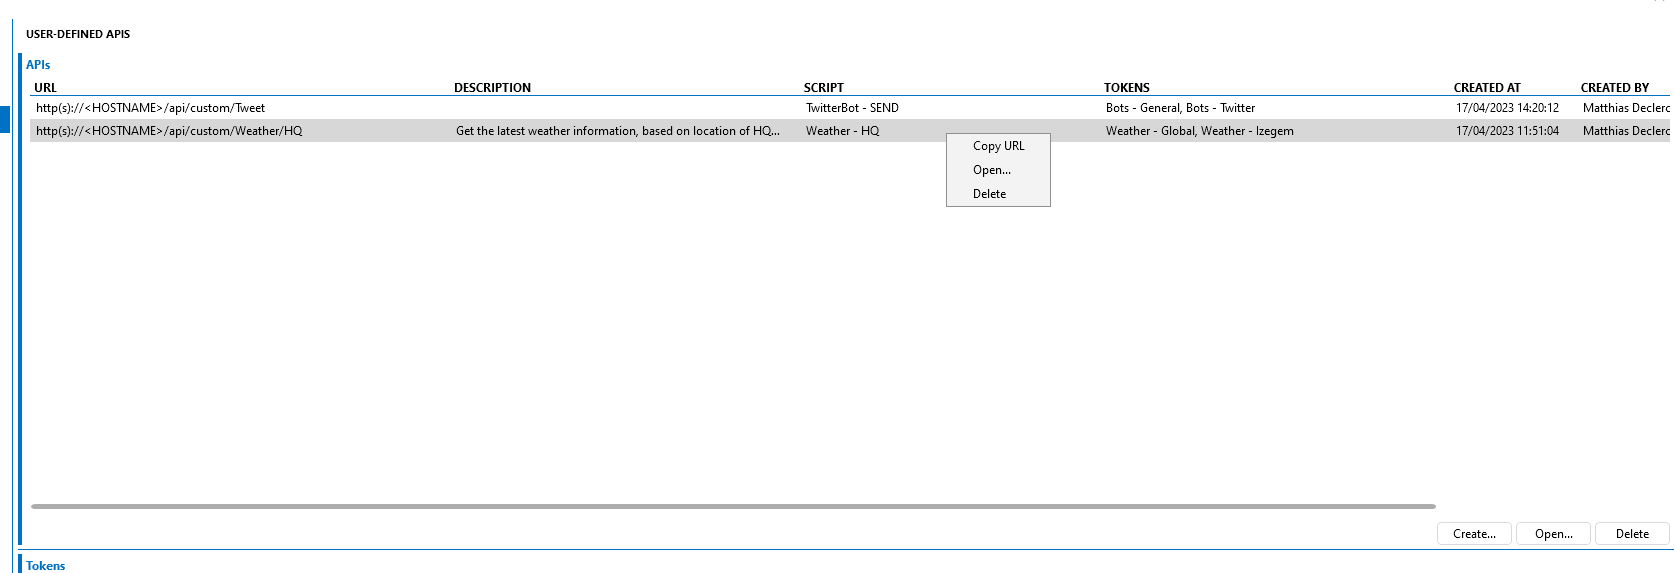 USER-DEFINED APIS
APIs
URL DESCRIPTION SCRIPT TOKENS CREATED AT CREATED BY
http(s)://<HOSTNAME>/api/custom/Tweet TwitterBot - SEND Bots - General, Bots - Twitter 17/04/2023 14:20:12 Matthias Declerc
http(s)://<HOSTNAME>/api/custom/Weather/HQ Get the latest weather information, based on location of HQ... Weather - HQ Weather - Global, Weather - Izegem 17/04/2023 11:51:04 Matthias Declerc
Copy URL
Open...
Delete
Create... Open... Delete
Tokens